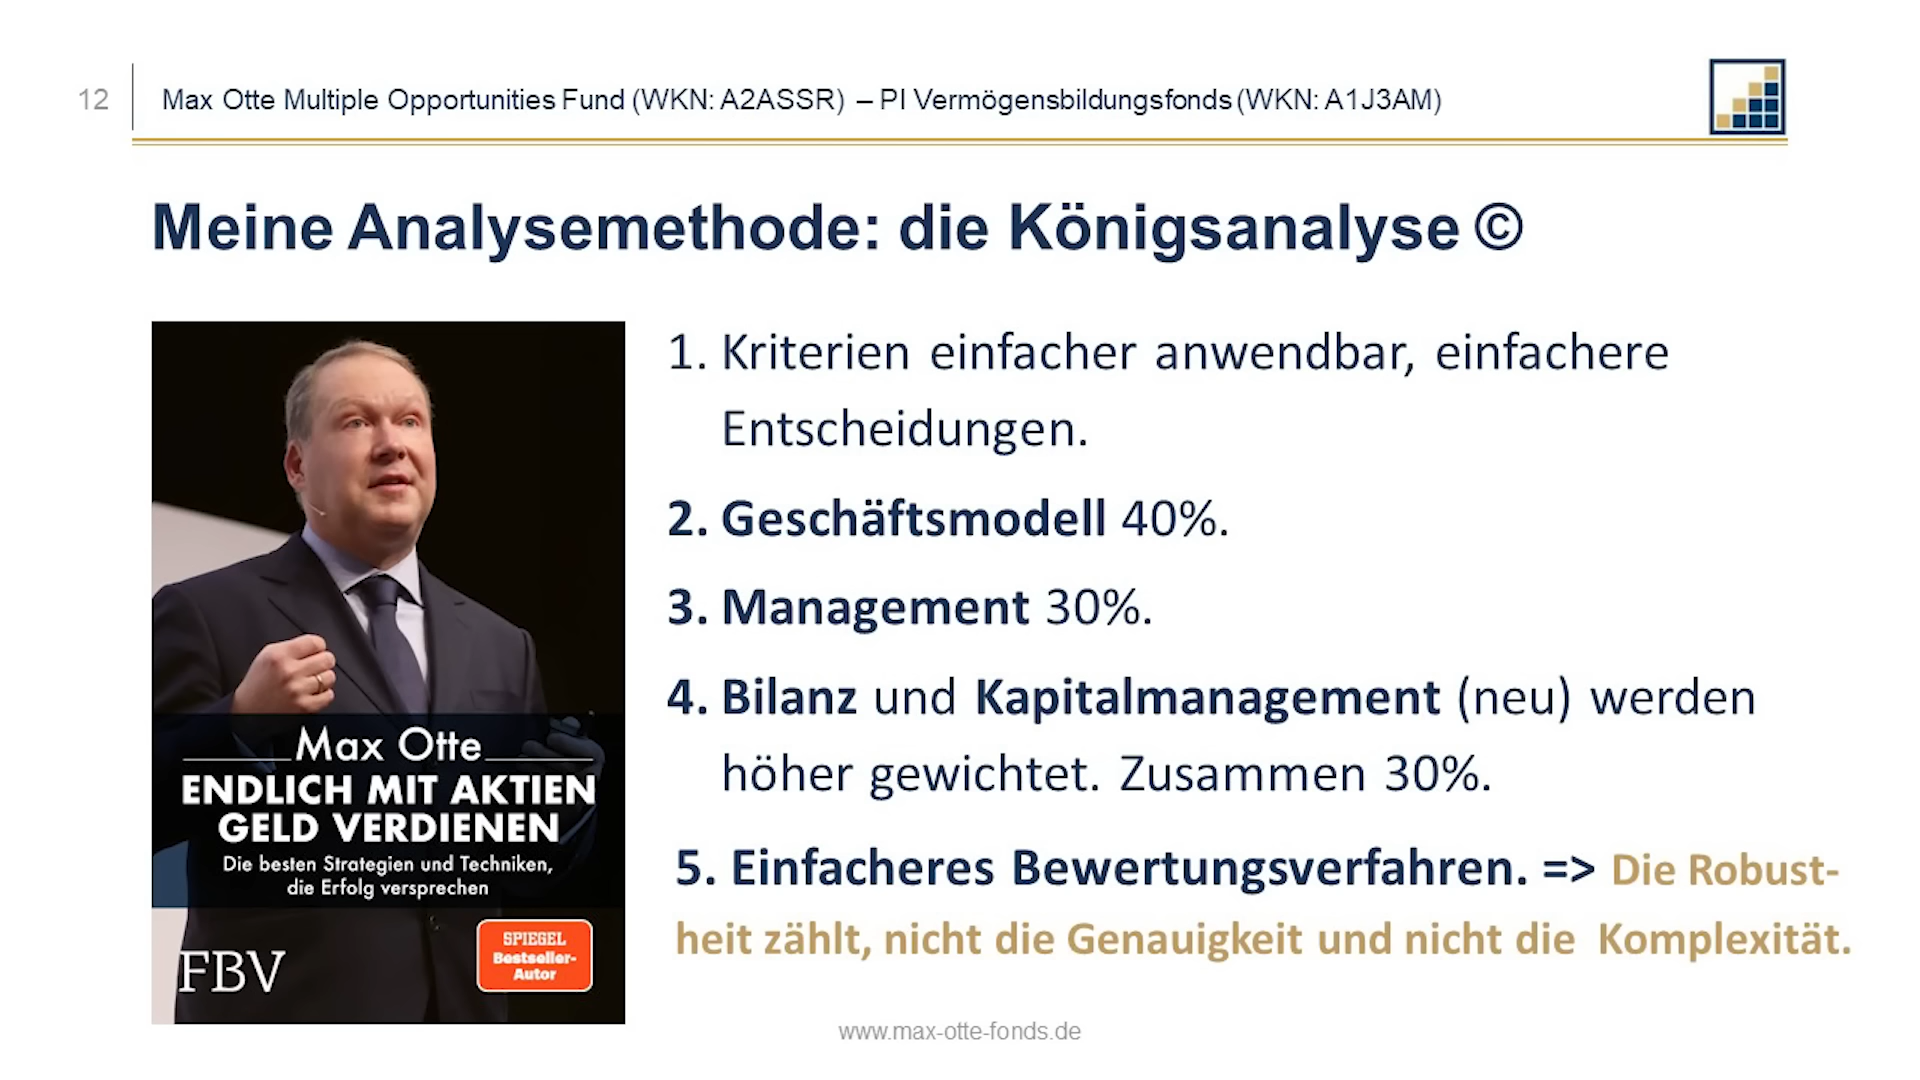 12
Max Otte Multiple Opportunities Fund (WKN: A2ASSR) – PI Vermögensbildungsfonds (WKN: A1J3AM)
Meine Analysemethode: die Königsanalyse ©
1. Kriterien einfacher anwendbar, einfachere
Entscheidungen.
2. Geschäftsmodell 40%.
3. Management 30%.
4. Bilanz und Kapitalmanagement (neu) werden
höher gewichtet. Zusammen 30%.
5. Einfacheres Bewertungsverfahren. => Die Robust-
heit zählt, nicht die Genauigkeit und nicht die Komplexität.
Max Otte
ENDLICH MIT AKTIEN
GELD VERDIENEN
Die besten Strategien und Techniken,
die Erfolg versprechen
FBV
SPIEGEL
Bestseller-
Autor
www.max-otte-fonds.de